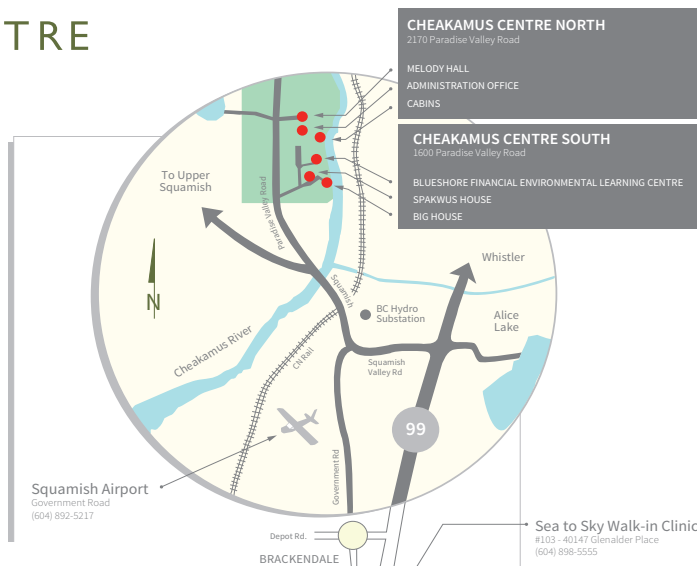 TRE
CHEAKAMUS CENTRE NORTH
2170 Paradise Valley Road
MELODY HALL
ADMINISTRATION OFFICE
CABINS
CHEAKAMUS CENTRE SOUTH
1600 Paradise Valley Road
BLUESHORE FINANCIAL ENVIRONMENTAL LEARNING CENTRE
SPAKWUS HOUSE
BIG HOUSE
To Upper
Squamish
Paradise Valley Road
Whistler
Squamish
N
BC Hydro
Substation
Alice
Lake
Cheakamus River
CN Rail
Squamish
Valley Rd
99
Government Rd
Squamish Airport
Government Road
(604) 892-5217
Depot Rd.
BRACKENDALE
Sea to Sky Walk-in Clinic
#103 - 40147 Glenalder Place
(604) 898-5555